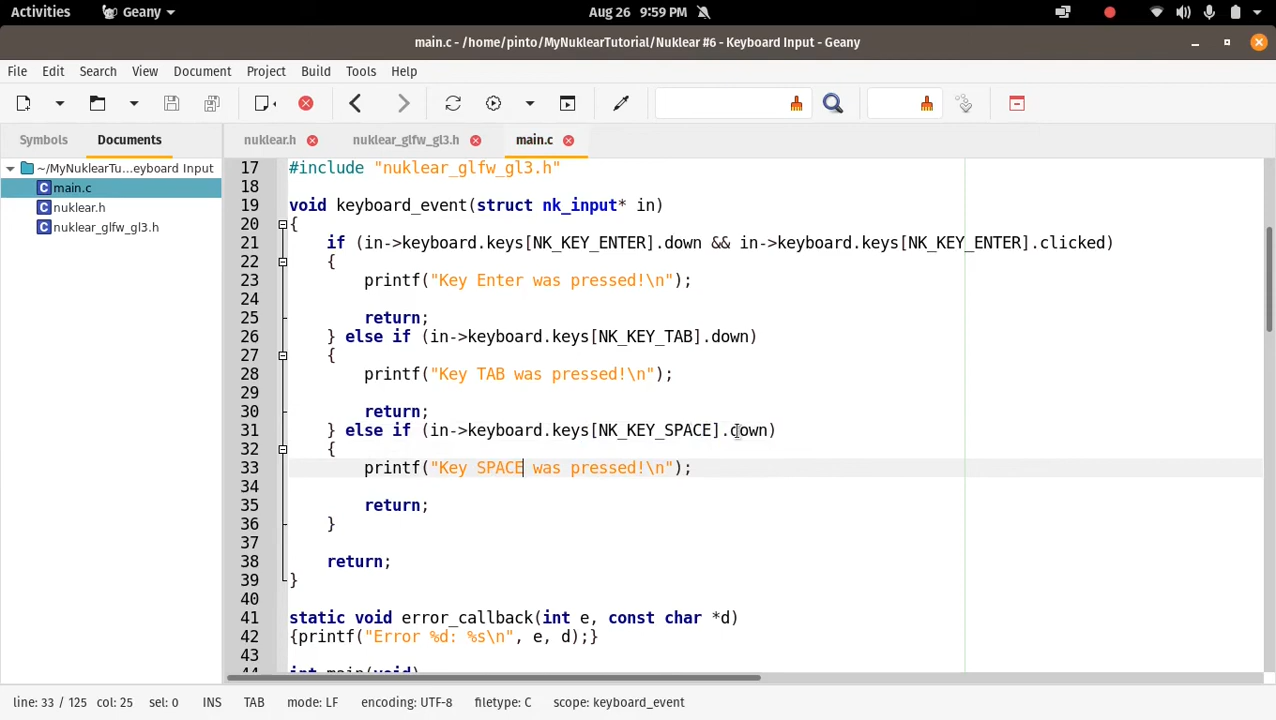 Activities Geany Aug 26 9:59 PM
main.c - /home/pinto/MyNuklearTutorial/Nuklear #6 - Keyboard Input - Geany
File Edit Search View Document Project Build Tools Help
Symbols Documents nuklear.h nuklear_glfw_gl3.h main.c
~/MyNuklearTu...eyboard Input
main.c
nuklear.h
nuklear_glfw_gl3.h
17 #include "nuklear_glfw_gl3.h"
18
19 void keyboard_event(struct nk_input* in)
20 {
21 if (in->keyboard.keys[NK_KEY_ENTER].down && in->keyboard.keys[NK_KEY_ENTER].clicked)
22 {
23 printf("Key Enter was pressed!\n");
24
25 return;
26 } else if (in->keyboard.keys[NK_KEY_TAB].down)
27 {
28 printf("Key TAB was pressed!\n");
29
30 return;
31 } else if (in->keyboard.keys[NK_KEY_SPACE].down)
32 {
33 printf("Key SPACE was pressed!\n");
34
35 return;
36 }
37
38 return;
39 }
40
41 static void error_callback(int e, const char *d)
42 {printf("Error %d: %s\n", e, d);}
43
44 int main(void)
line: 33 / 125 col: 25 sel: 0 INS TAB mode: LF encoding: UTF-8 filetype: C scope: keyboard_event